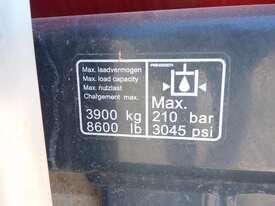 Max. laadvermogen
Max. load capacity
Max. nutzlast
Chargement max.
3900 kg
8600 lb
Max.
210 bar
3045 psi